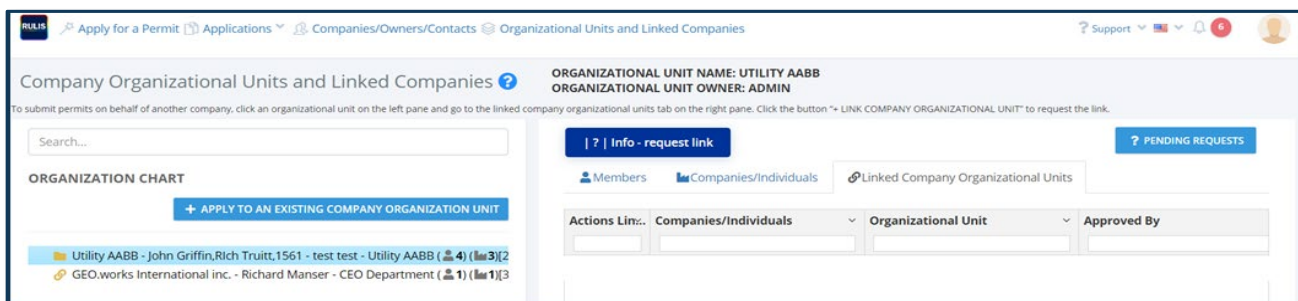 RULIS Apply for a Permit Applications Companies/Owners/Contacts Organizational Units and Linked Companies ? Support 6
Company Organizational Units and Linked Companies ?
ORGANIZATIONAL UNIT NAME: UTILITY AABB
ORGANIZATIONAL UNIT OWNER: ADMIN
To submit permits on behalf of another company, click an organizational unit on the left pane and go to the linked company organizational units tab on the right pane. Click the button "+ LINK COMPANY ORGANIZATIONAL UNIT" to request the link.
Search...
ORGANIZATION CHART
+ APPLY TO AN EXISTING COMPANY ORGANIZATION UNIT
Utility AABB - John Griffin,RIch Truitt,1561 - test test - Utility AABB (4) (3)[2
GEO.works International inc. - Richard Manser - CEO Department (1) (1)[3
| ? | Info - request link
? PENDING REQUESTS
Members Companies/Individuals Linked Company Organizational Units
Actions Lin... Companies/Individuals Organizational Unit Approved By